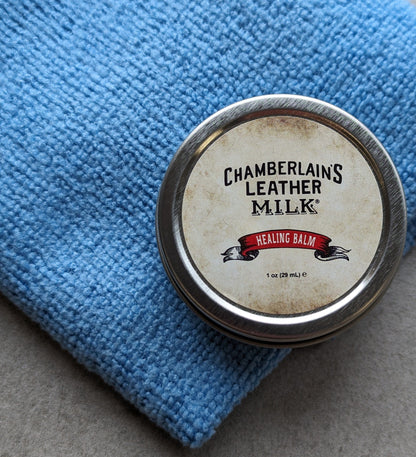 CHAMBERLAIN'S
LEATHER
MILK®
HEALING BALM
1 oz (29 mL) ℮